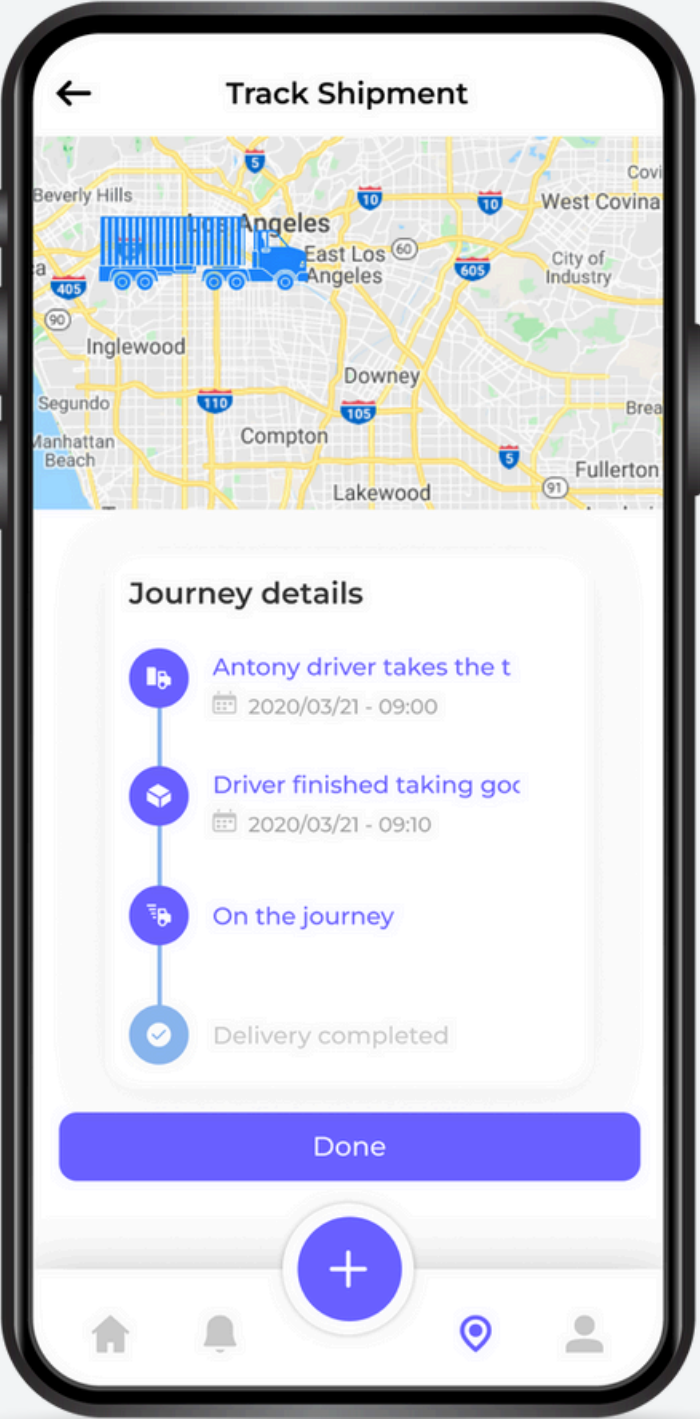 Track Shipment
5
Covi
Beverly Hills
10
10
West Covina
Los Angeles
East Los
Angeles
60
605
City of
Industry
ca
405
90
Inglewood
Downey
Segundo
110
105
Brea
Manhattan
Beach
Compton
5
Fullerton
91
Lakewood
Journey details
Antony driver takes the t
2020/03/21 - 09:00
Driver finished taking goo
2020/03/21 - 09:10
On the journey
Delivery completed
Done